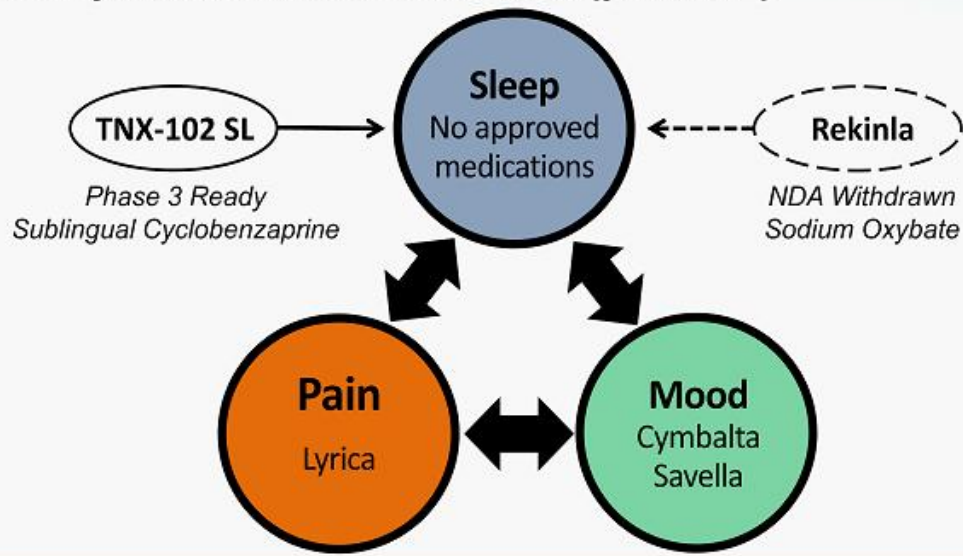 Sleep
No approved
medications
TNX-102 SL
Phase 3 Ready
Sublingual Cyclobenzaprine
Rekinla
NDA Withdrawn
Sodium Oxybate
Pain
Lyrica
Mood
Cymbalta
Savella